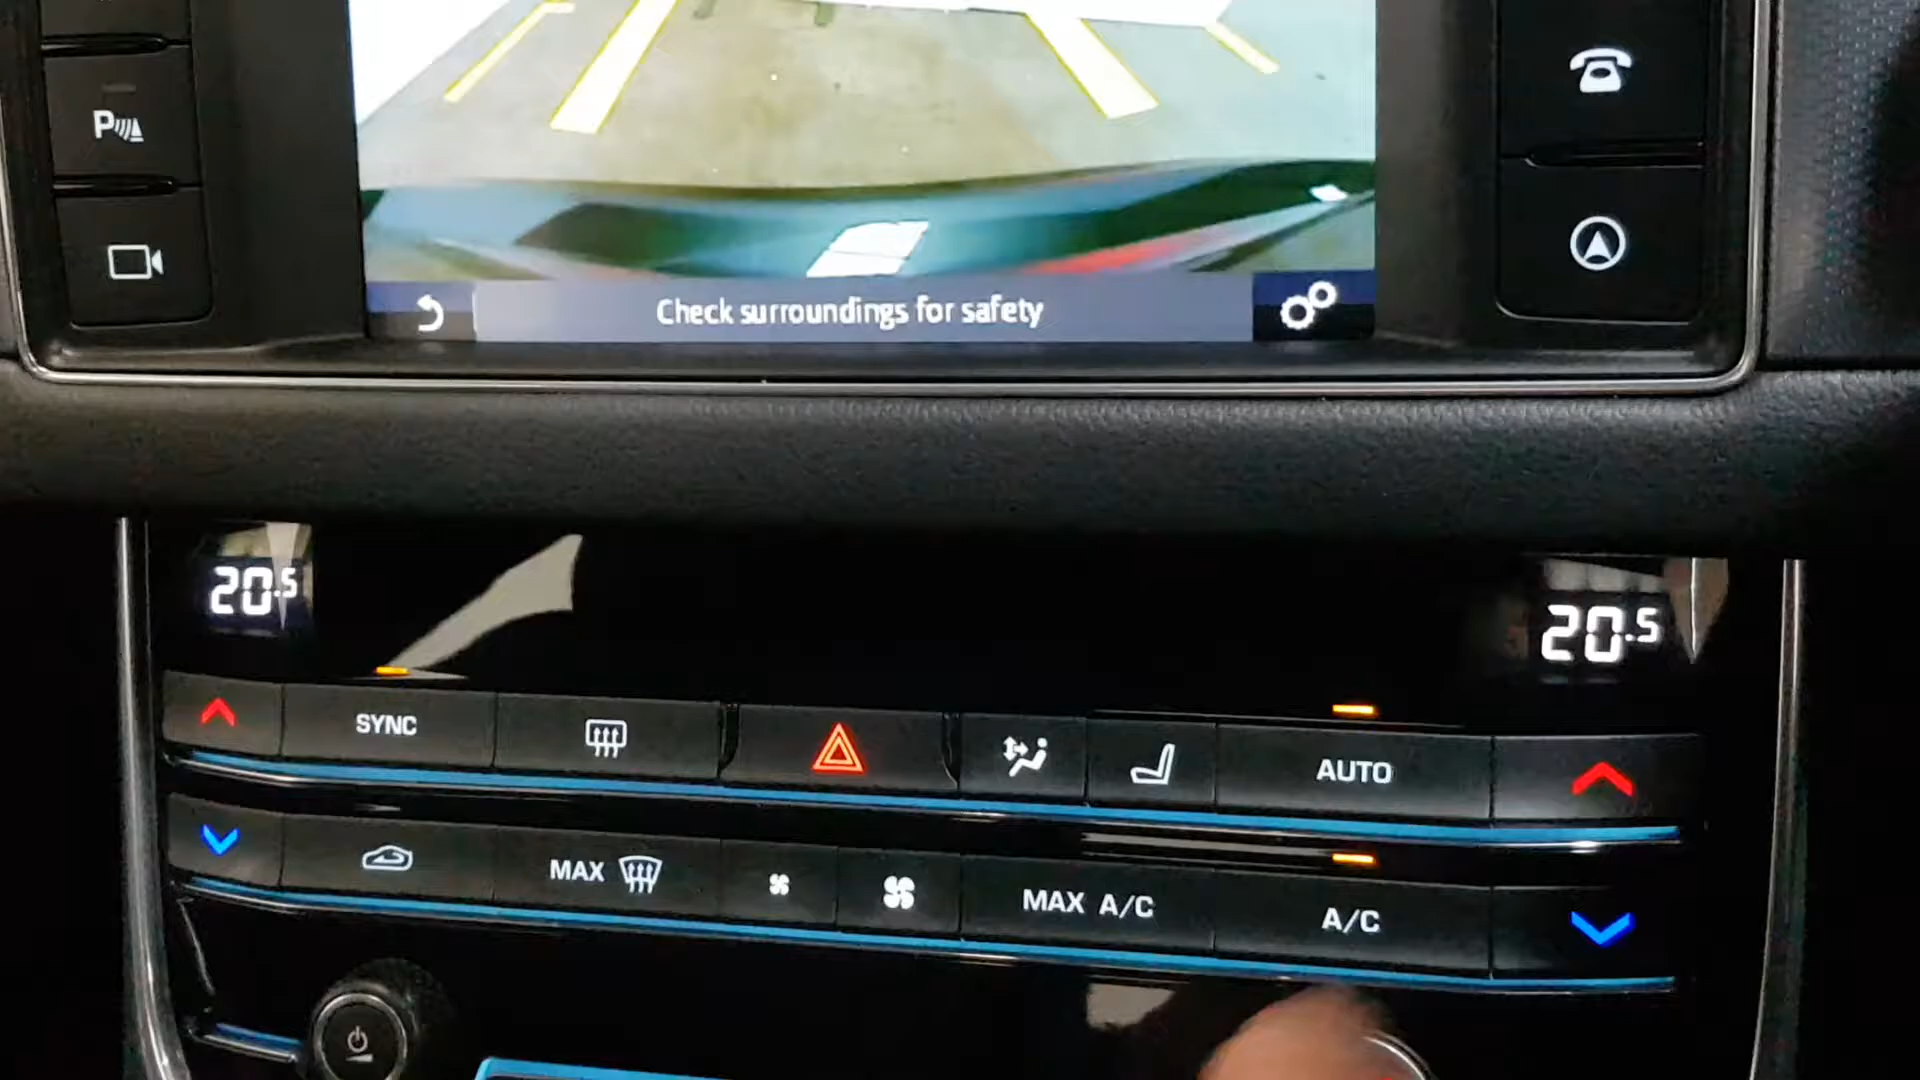 P
Check surroundings for safety
20.5
20.5
SYNC
AUTO
MAX
MAX A/C
A/C